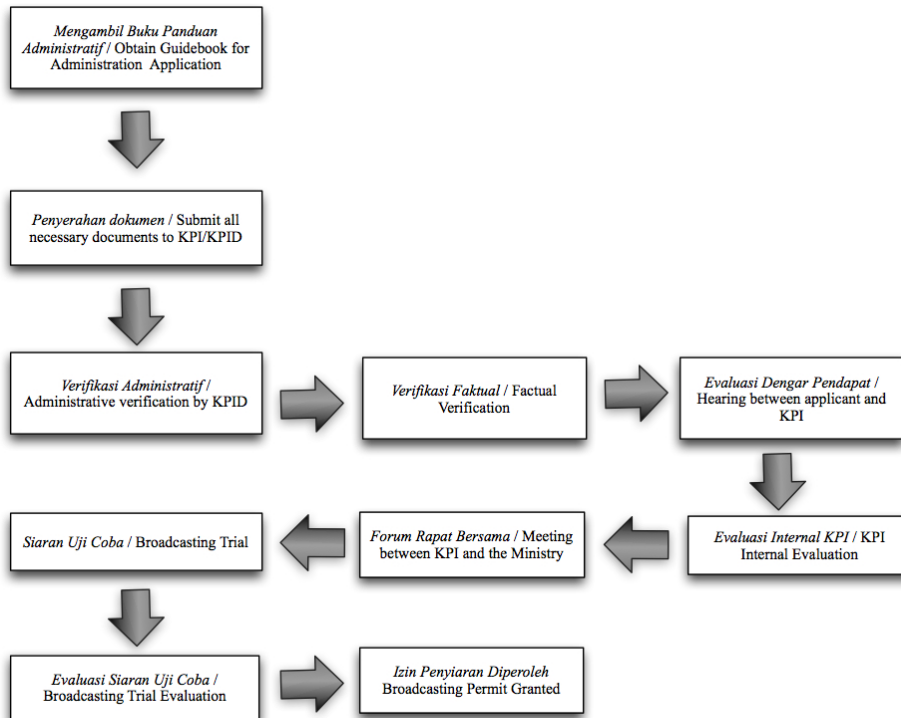 Mengambil Buku Panduan
Administratif / Obtain Guidebook for
Administration Application
Penyerahan dokumen / Submit all
necessary documents to KPI/KPID
Verifikasi Administratif /
Administrative verification by KPID
Verifikasi Faktual / Factual
Verification
Evaluasi Dengar Pendapat /
Hearing between applicant and
KPI
Evaluasi Internal KPI / KPI
Internal Evaluation
Forum Rapat Bersama / Meeting
between KPI and the Ministry
Siaran Uji Coba / Broadcasting Trial
Evaluasi Siaran Uji Coba /
Broadcasting Trial Evaluation
Izin Penyiaran Diperoleh
Broadcasting Permit Granted